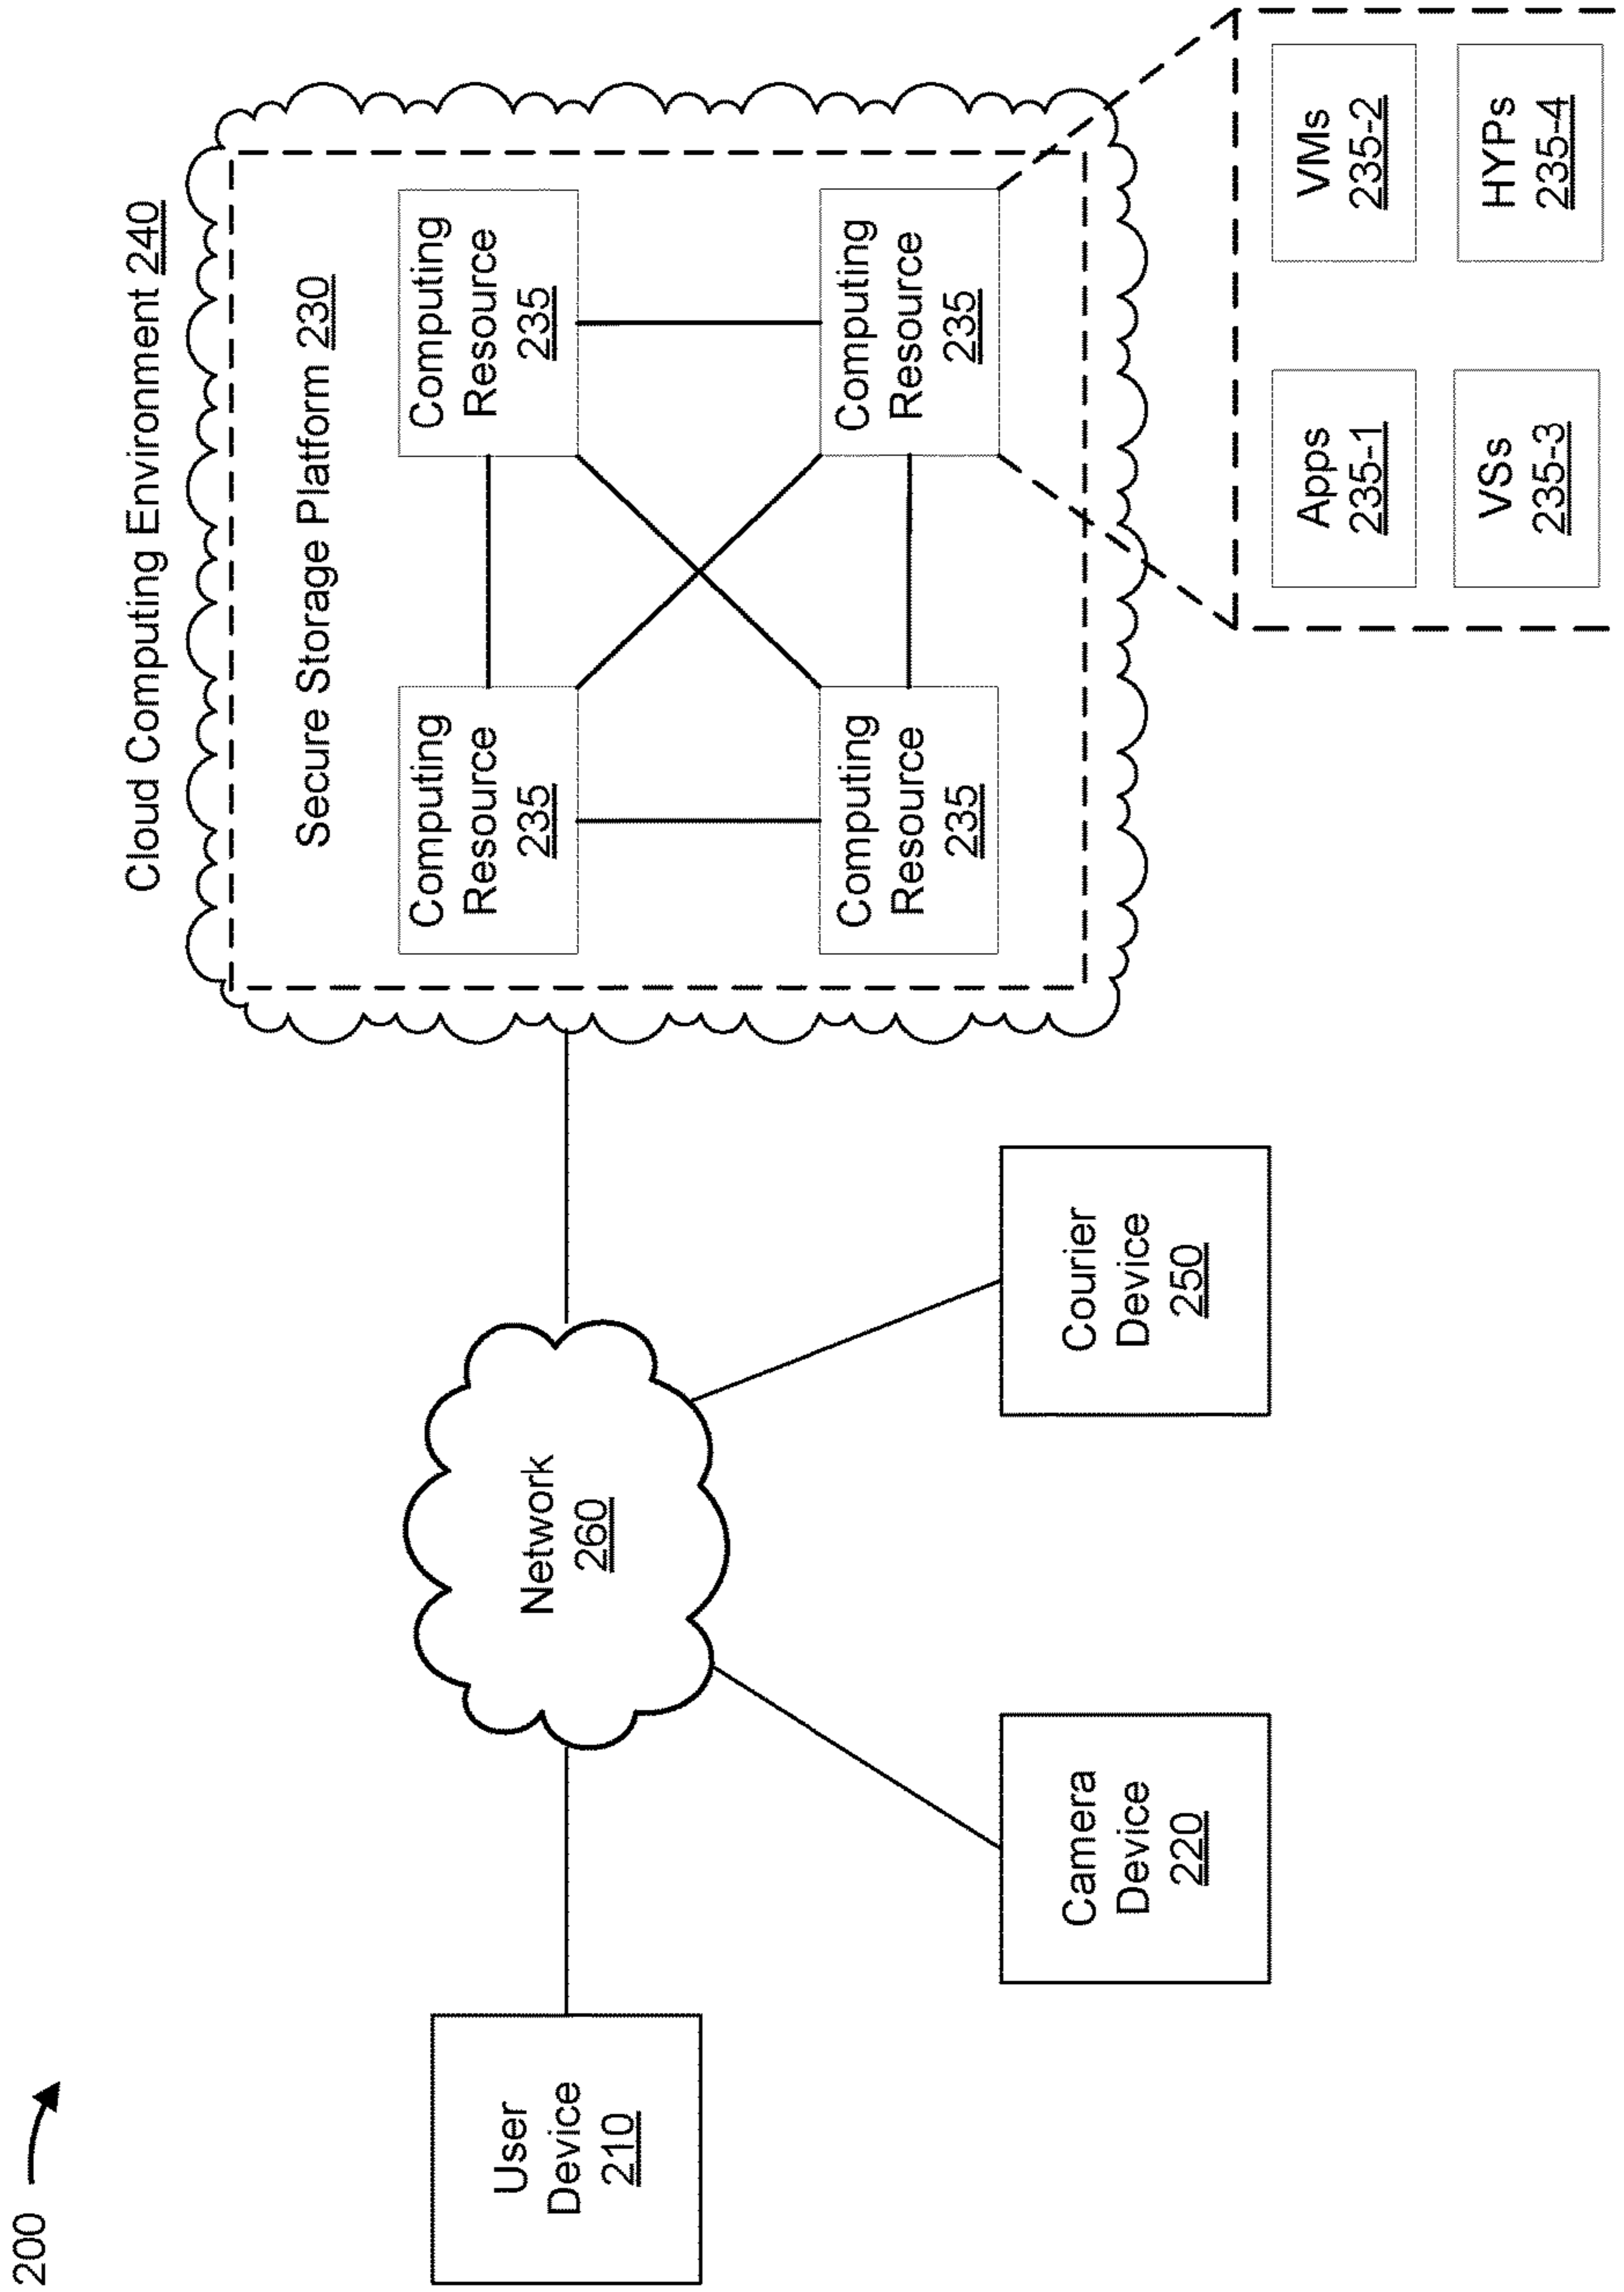 200
Cloud Computing Environment 240
Secure Storage Platform 230
Computing
Resource
235
Computing
Resource
235
Computing
Resource
235
Computing
Resource
235
User
Device
210
Network
260
Camera
Device
220
Courier
Device
250
Apps
235-1
VMs
235-2
VSs
235-3
HYPs
235-4